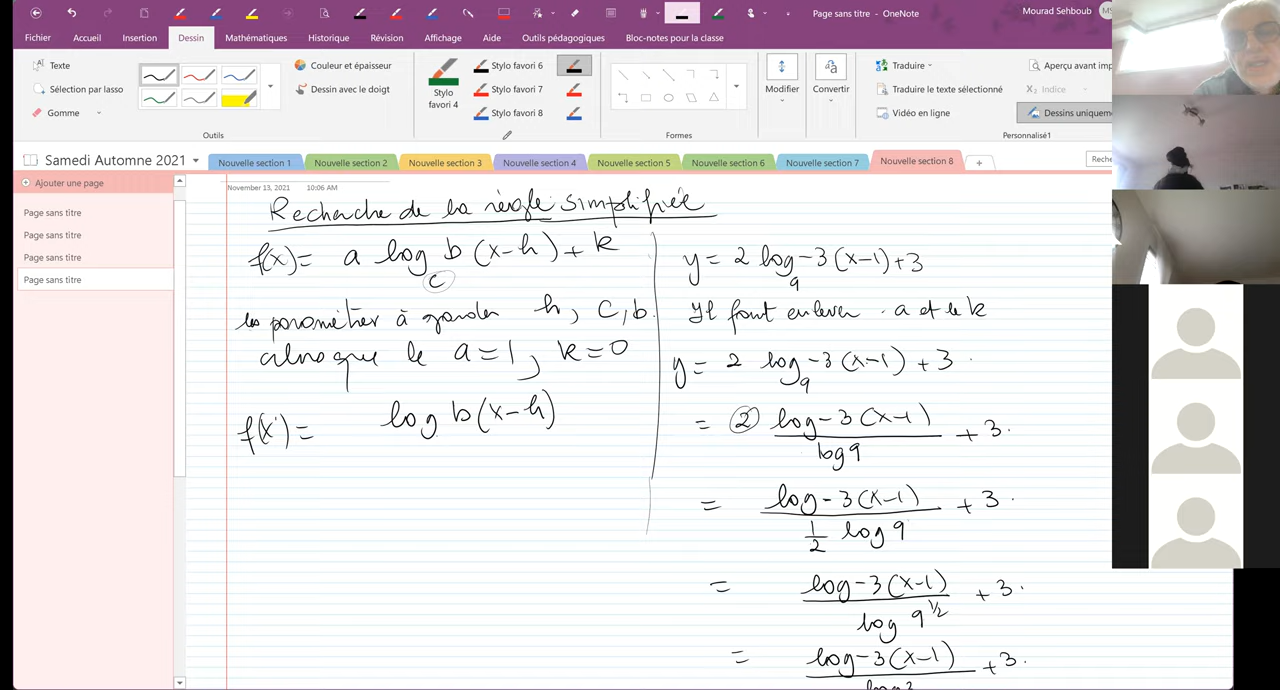 Page sans titre - OneNote
Mourad Sehboub
MS
Fichier Accueil Insertion Dessin Mathématiques Historique Révision Affichage Aide Outils pédagogiques Bloc-notes pour la classe
Texte
Sélection par lasso
Gomme
Outils
Couleur et épaisseur
Dessin avec le doigt
Stylo favori 4
Stylo favori 6
Stylo favori 7
Stylo favori 8
Formes
Modifier
Convertir
Traduire
Traduire le texte sélectionné
Vidéo en ligne
Aperçu avant imp
Indice
Dessins uniqueme
Personnalisé1
Samedi Automne 2021
Nouvelle section 1 Nouvelle section 2 Nouvelle section 3 Nouvelle section 4 Nouvelle section 5 Nouvelle section 6 Nouvelle section 7 Nouvelle section 8 +
Reche
Ajouter une page
Page sans titre
Page sans titre
Page sans titre
Page sans titre
November 13, 2021 10:06 AM
Recherche de la règle simplifiée
f(x) = a log_c b(x-h) + k
les paramètres à garder h, c, b.
alors que le a=1, k=0
f(x) = log b(x-h)
y = 2 log_9 -3(x-1)+3
Il faut enlever a et le k
y = 2 log_9 -3(x-1) +3.
= 2 log-3(x-1) / log 9 + 3.
= log-3(x-1) / 1/2 log 9 + 3.
= log-3(x-1) / log 9^1/2 + 3.
= log-3(x-1) / + 3.